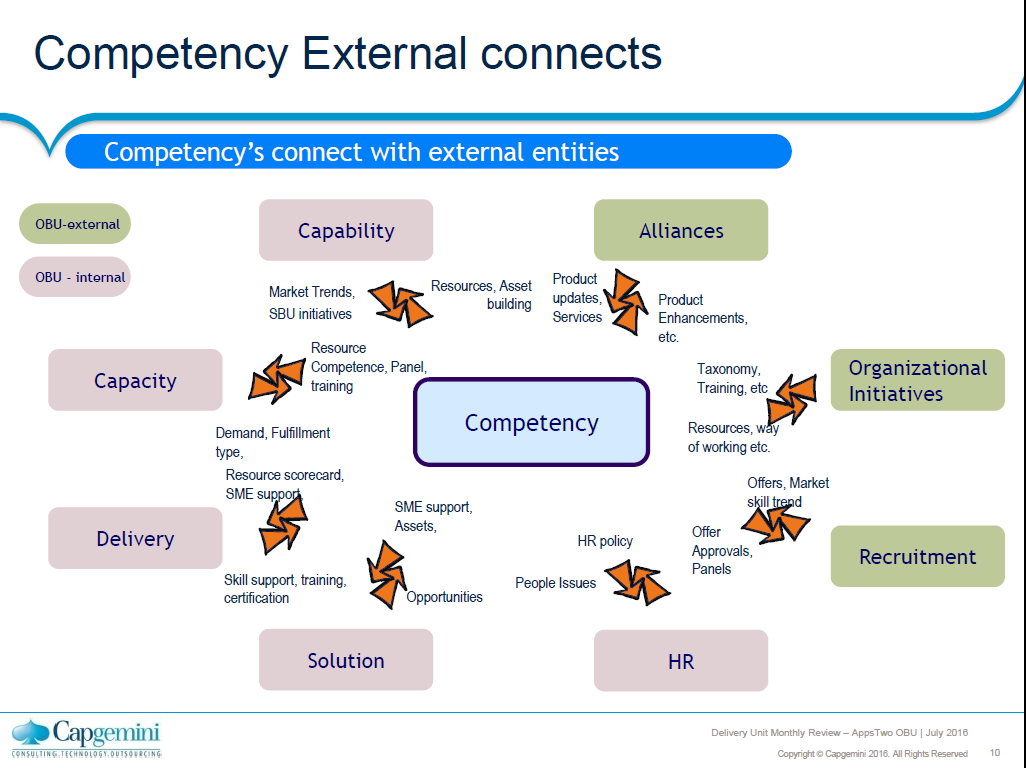 Competency External connects
Competency's connect with external entities
OBU-external
OBU - internal
Capability
Alliances
Market Trends,
SBU initiatives
Resources, Asset
building
Product
updates,
Services
Product
Enhancements,
etc.
Capacity
Resource
Competence, Panel,
training
Competency
Taxonomy,
Training, etc
Organizational
Initiatives
Resources, way
of working etc.
Demand, Fulfillment
type,
Resource scorecard,
SME support,
Delivery
Skill support, training,
certification
SME support,
Assets,
Opportunities
HR policy
People Issues
Offers, Market
skill trend
Offer
Approvals,
Panels
Recruitment
Solution
HR
Capgemini
CONSULTING.TECHNOLOGY.OUTSOURCING
Delivery Unit Monthly Review – AppsTwo OBU | July 2016
Copyright © Capgemini 2016. All Rights Reserved
10